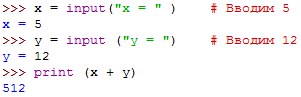 >>> x = input("x = " )    # Вводим 5
x = 5
>>> y = input ("y = ")    # Вводим 12
y = 12
>>> print (x + y)
512